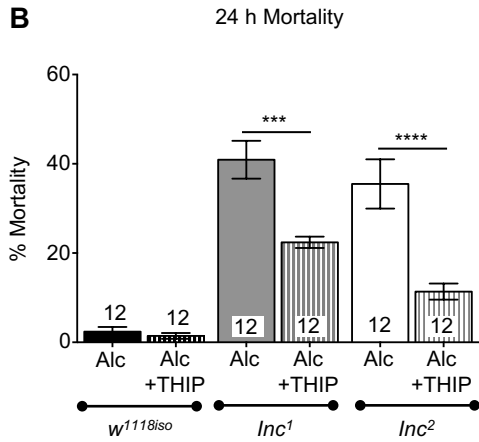 B
24 h Mortality
% Mortality
60
40
20
0
***
****
12
12
12
12
12
12
Alc
Alc
+THIP
Alc
Alc
+THIP
Alc
Alc
+THIP
w1118iso
Inc1
Inc2